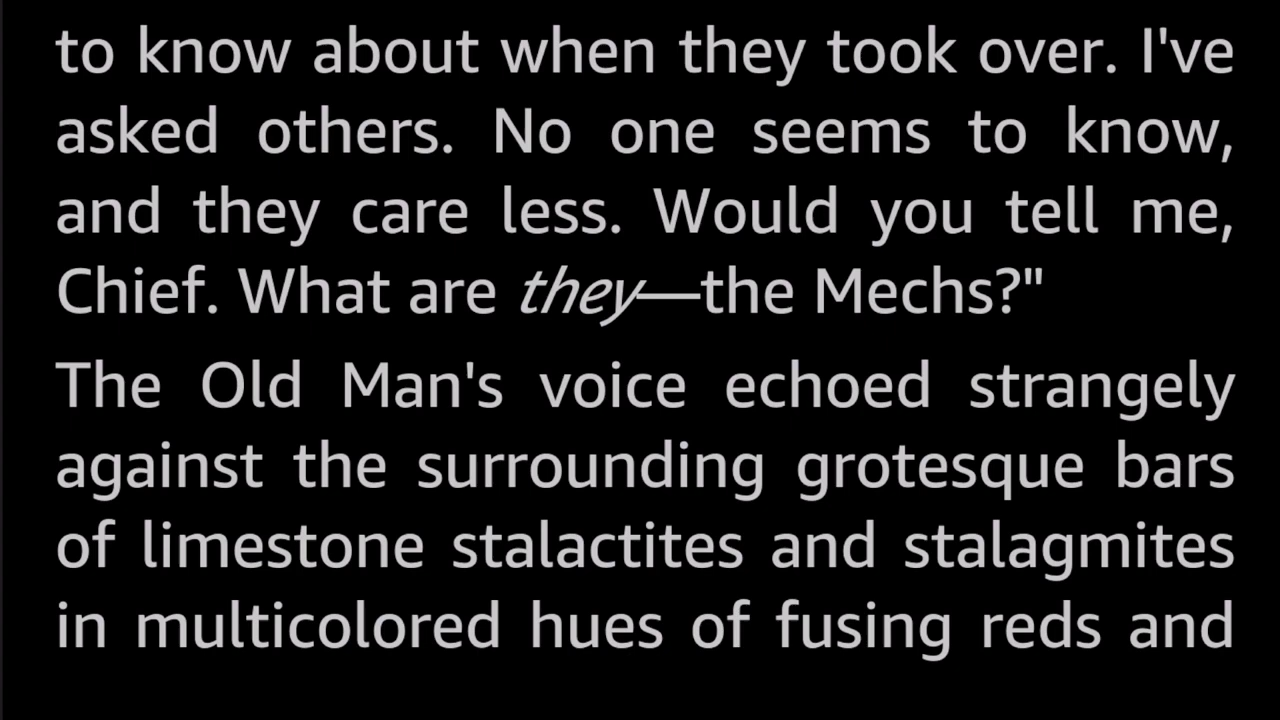 to know about when they took over. I've
asked others. No one seems to know,
and they care less. Would you tell me,
Chief. What are they—the Mechs?"
The Old Man's voice echoed strangely
against the surrounding grotesque bars
of limestone stalactites and stalagmites
in multicolored hues of fusing reds and